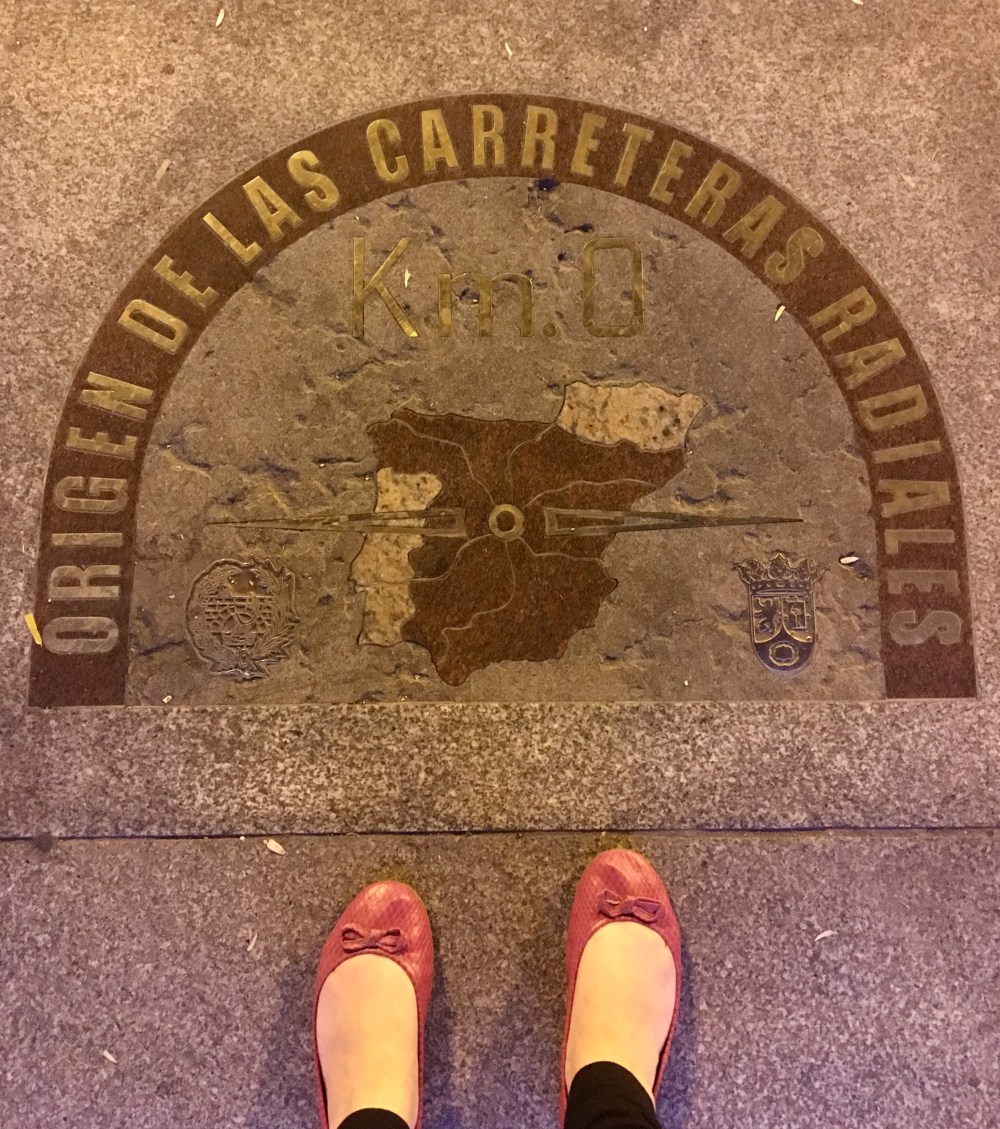 ORIGEN DE LAS CARRETERAS RADIALES
Km. 0